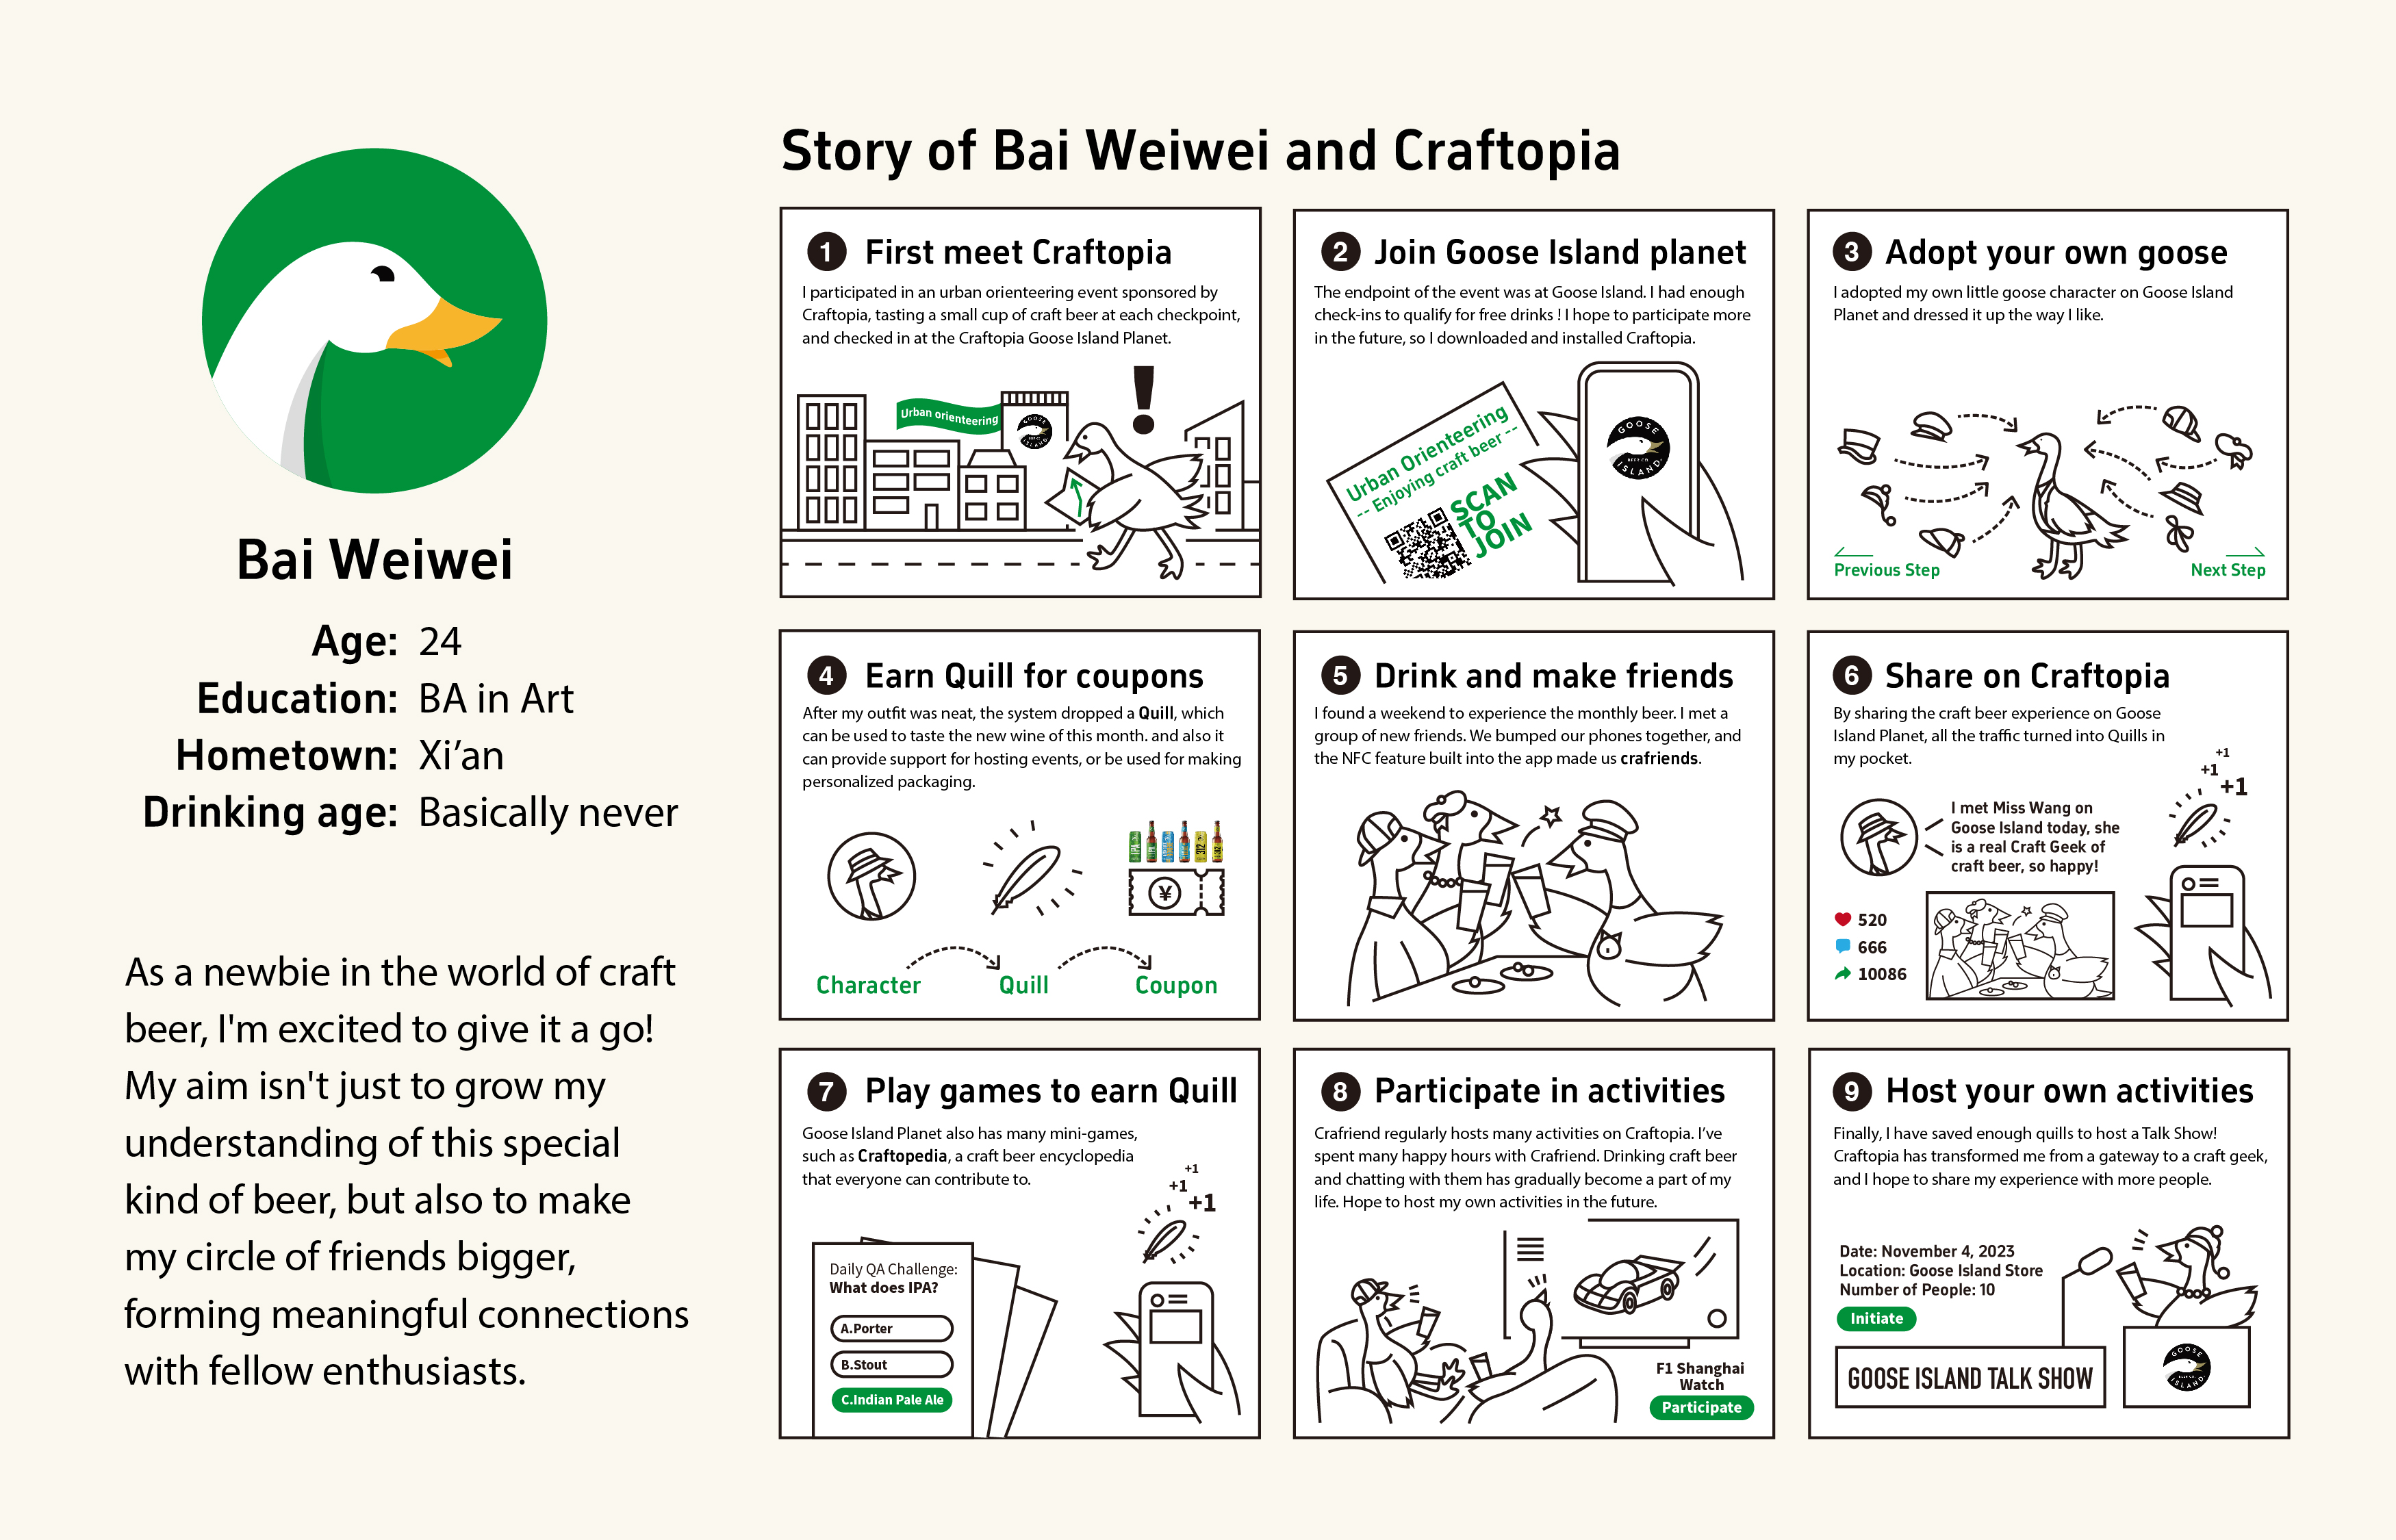 Bai Weiwei
Age: 24
Education: BA in Art
Hometown: Xi’an
Drinking age: Basically never
As a newbie in the world of craft
beer, I'm excited to give it a go!
My aim isn't just to grow my
understanding of this special
kind of beer, but also to make
my circle of friends bigger,
forming meaningful connections
with fellow enthusiasts.
Story of Bai Weiwei and Craftopia
1 First meet Craftopia
I participated in an urban orienteering event sponsored by
Craftopia, tasting a small cup of craft beer at each checkpoint,
and checked in at the Craftopia Goose Island Planet.
Urban orienteering
GOOSE
ISLAND
2 Join Goose Island planet
The endpoint of the event was at Goose Island. I had enough
check-ins to qualify for free drinks ! I hope to participate more
in the future, so I downloaded and installed Craftopia.
Urban Orienteering
-- Enjoying craft beer --
SCAN
TO
JOIN
GOOSE
BEER CO.
ISLAND
3 Adopt your own goose
I adopted my own little goose character on Goose Island
Planet and dressed it up the way I like.
Previous Step
Next Step
4 Earn Quill for coupons
After my outfit was neat, the system dropped a Quill, which
can be used to taste the new wine of this month. and also it
can provide support for hosting events, or be used for making
personalized packaging.
IPA
312
¥
Character
Quill
Coupon
5 Drink and make friends
I found a weekend to experience the monthly beer. I met a
group of new friends. We bumped our phones together, and
the NFC feature built into the app made us crafriends.
6 Share on Craftopia
By sharing the craft beer experience on Goose
Island Planet, all the traffic turned into Quills in
my pocket.
+1
+1
+1
I met Miss Wang on
Goose Island today, she
is a real Craft Geek of
craft beer, so happy!
520
666
10086
7 Play games to earn Quill
Goose Island Planet also has many mini-games,
such as Craftopedia, a craft beer encyclopedia
that everyone can contribute to.
+1
+1
+1
Daily QA Challenge:
What does IPA?
A.Porter
B.Stout
C.Indian Pale Ale
8 Participate in activities
Crafriend regularly hosts many activities on Craftopia. I’ve
spent many happy hours with Crafriend. Drinking craft beer
and chatting with them has gradually become a part of my
life. Hope to host my own activities in the future.
F1 Shanghai
Watch
Participate
9 Host your own activities
Finally, I have saved enough quills to host a Talk Show!
Craftopia has transformed me from a gateway to a craft geek,
and I hope to share my experience with more people.
Date: November 4, 2023
Location: Goose Island Store
Number of People: 10
Initiate
GOOSE ISLAND TALK SHOW
GOOSE
ISLAND